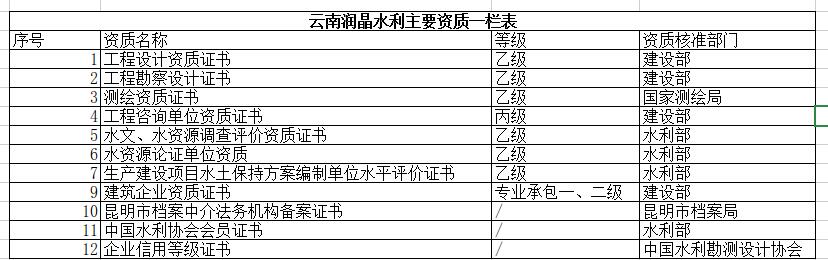 云南润晶水利主要资质一栏表
序号 资质名称 等级 资质核准部门
1 工程设计资质证书 乙级 建设部
2 工程勘察设计证书 乙级 建设部
3 测绘资质证书 乙级 国家测绘局
4 工程咨询单位资质证书 丙级 建设部
5 水文、水资源调查评价资质证书 乙级 水利部
6 水资源论证单位资质 乙级 水利部
7 生产建设项目水土保持方案编制单位水平评价证书 乙级 水利部
9 建筑企业资质证书 专业承包一、二级 建设部
10 昆明市档案中介法务机构备案证书 / 昆明市档案局
11 中国水利协会会员证书 / 水利部
12 企业信用等级证书 / 中国水利勘测设计协会